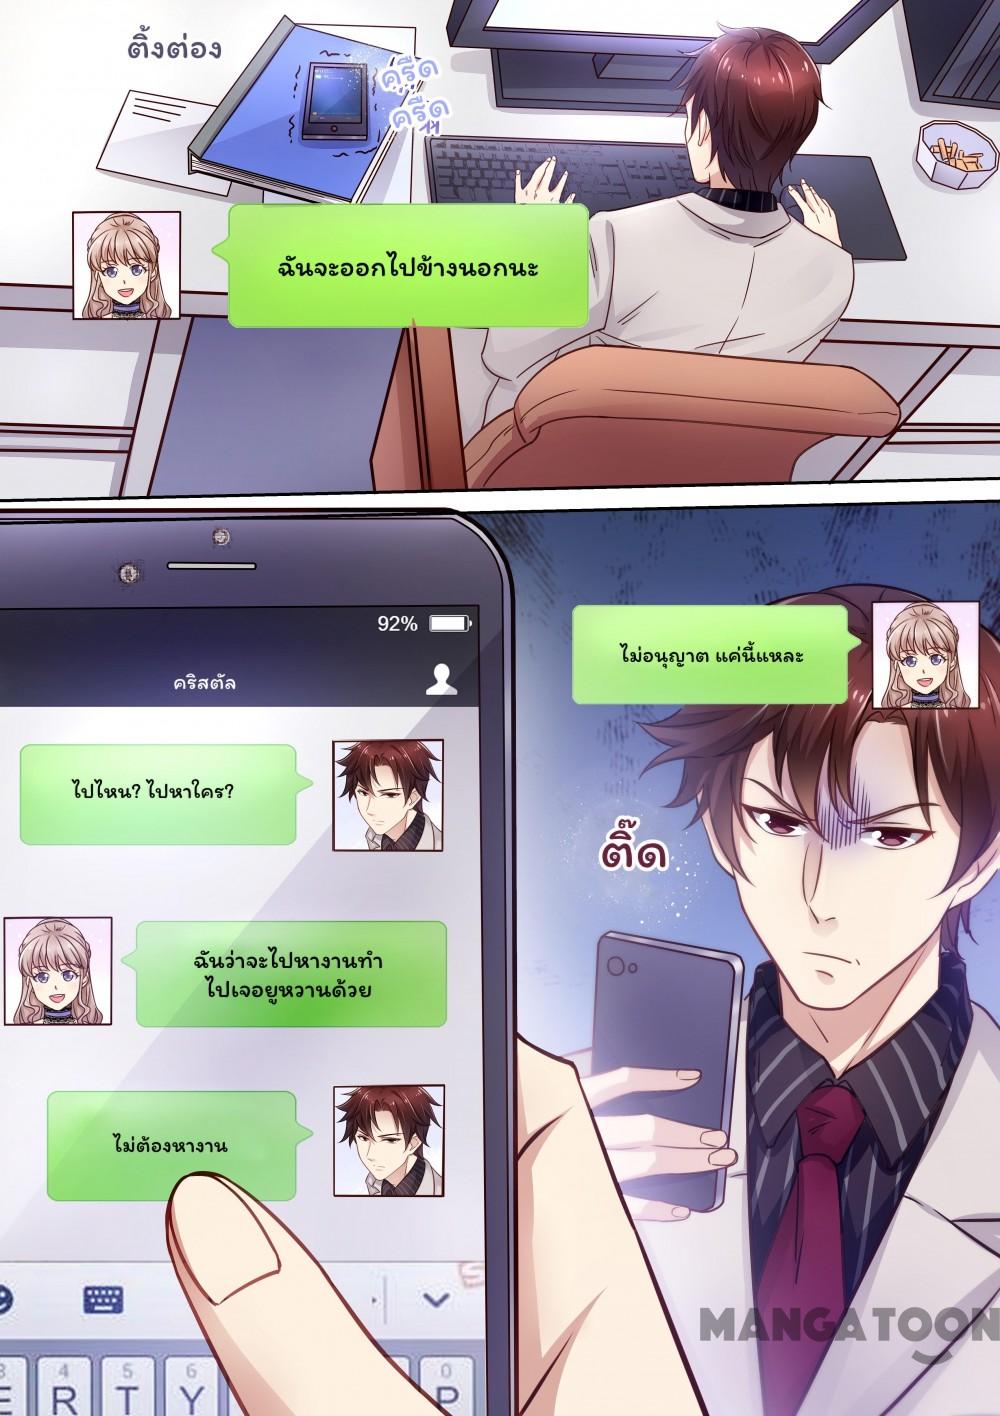 ติ๊งต่อง
ครืด
ครืด
ฉันจะออกไปข้างนอกนะ
92%
คริสตัล
ไปไหน? ไปหาใคร?
ฉันว่าจะไปหางานทำ
ไปเจอยูหวานด้วย
ไม่ต้องหางาน
3 4 5 6 0
E R T Y P
ไม่อนุญาต แค่นี้แหละ
ติ๊ด
MANGATOON